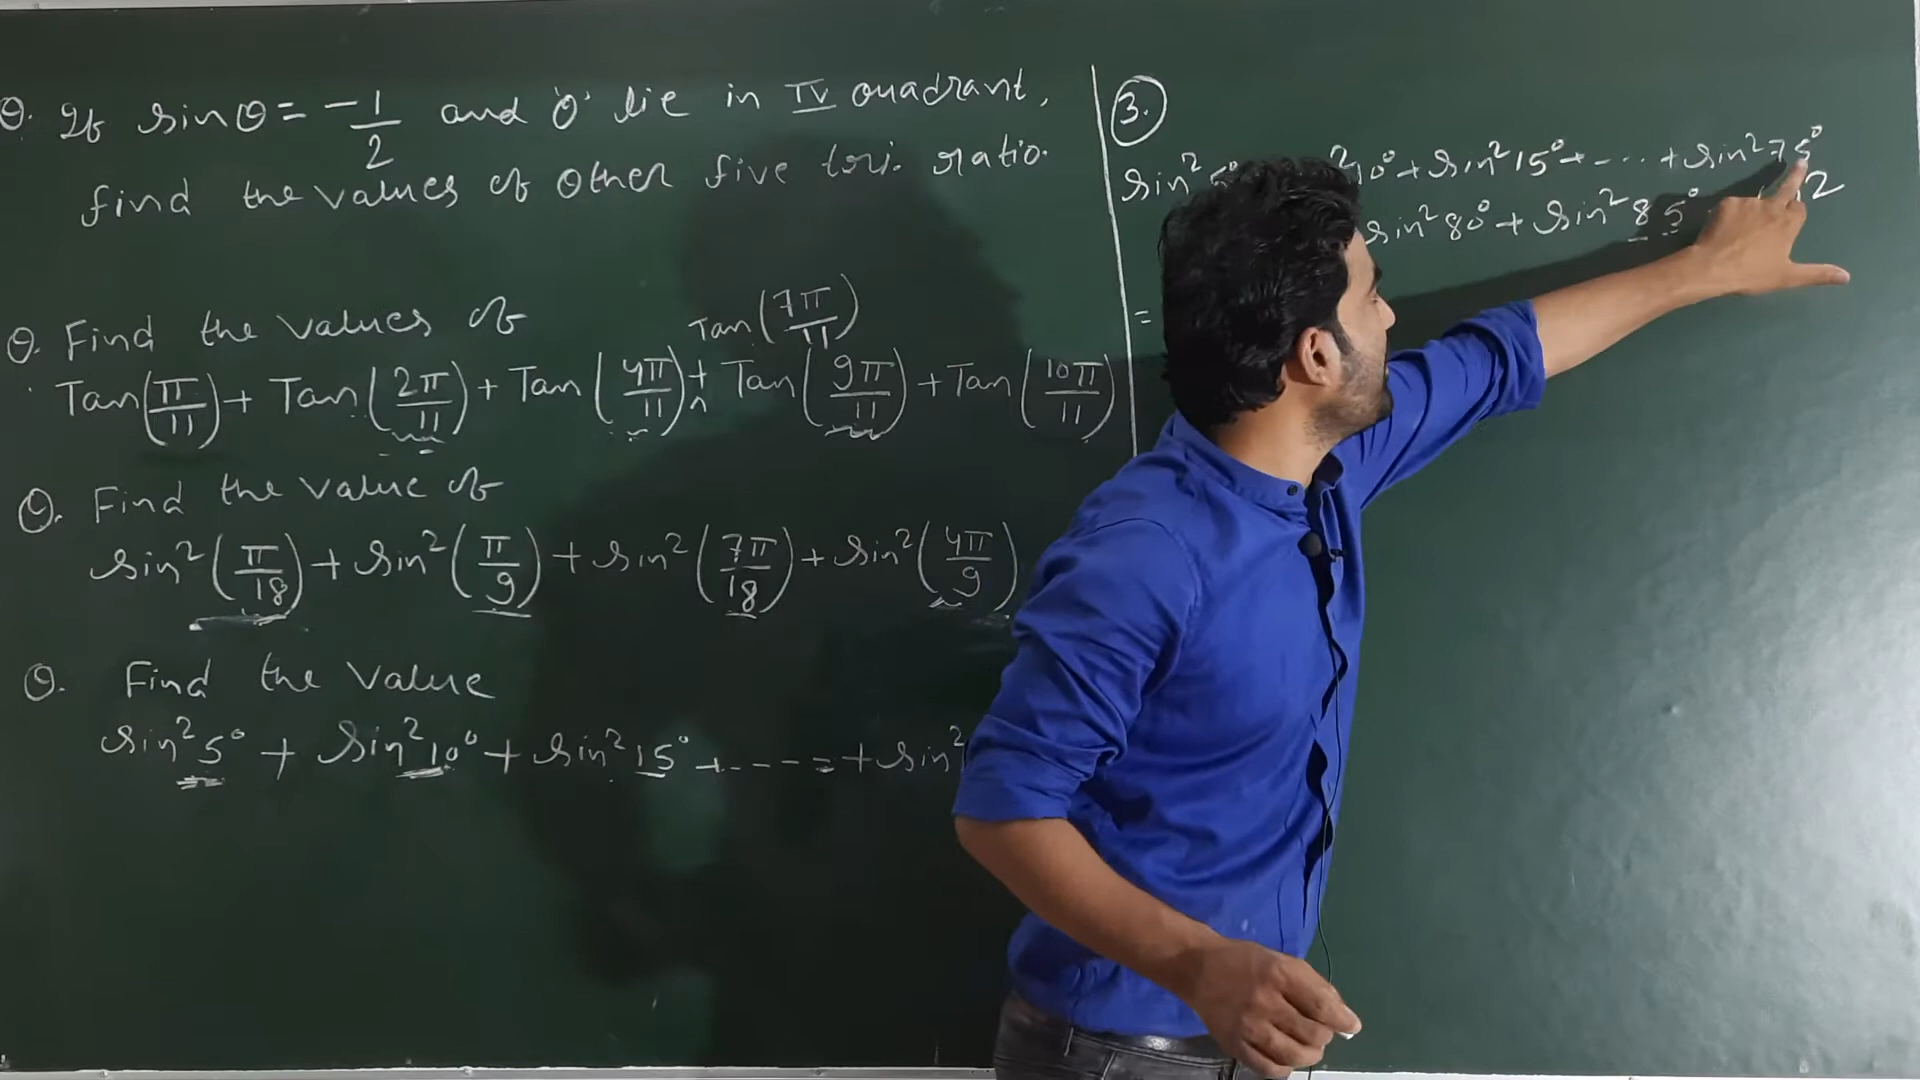 Q. If sinθ = -1/2 and 'θ' lie in IV quadrant,
find the values of other five tri. ratio.
Q. Find the values of
Tan(7π/11)
Tan(π/11) + Tan(2π/11) + Tan(4π/11) + Tan(9π/11) + Tan(10π/11)
Q. Find the value of
sin²(π/18) + sin²(π/9) + sin²(7π/18) + sin²(4π/9)
Q. Find the value
sin²5° + sin²10° + sin²15° + ---- = + sin²
3.
sin²5° 10° + sin²15° + --- + sin²75°
sin²80° + sin²85°
=